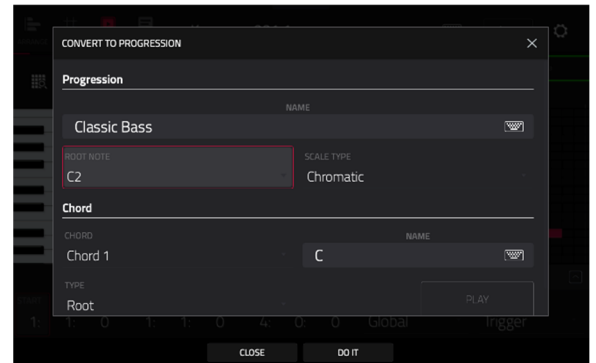 CONVERT TO PROGRESSION
Progression
NAME
Classic Bass
ROOT NOTE SCALE TYPE
C2 Chromatic
Chord
CHORD NAME
Chord 1 C
TYPE
Root PLAY
1: 1: 0 1: 1: 0 4: 0: 0 Global Trigger
CLOSE DO IT